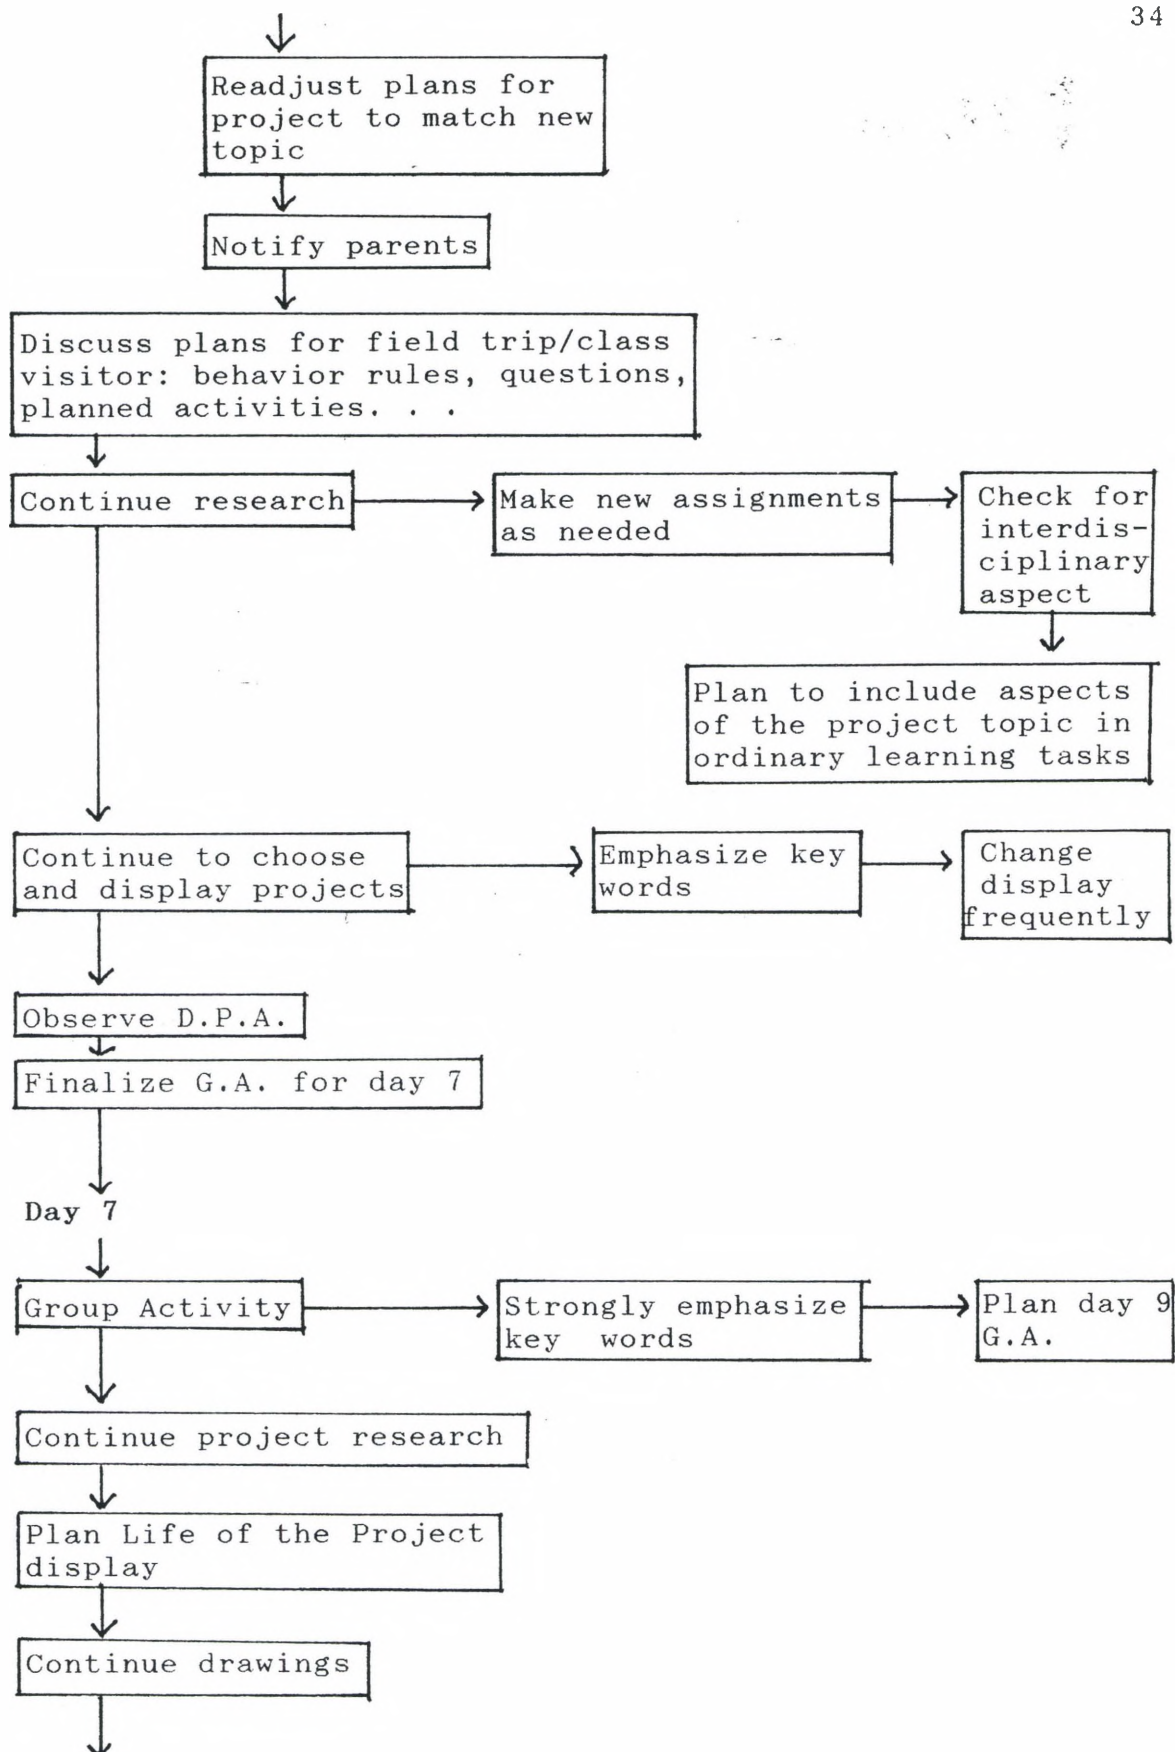 34
Readjust plans for
project to match new
topic
Notify parents
Discuss plans for field trip/class
visitor: behavior rules, questions,
planned activities. . .
Continue research
Make new assignments
as needed
Check for
interdis-
ciplinary
aspect
Plan to include aspects
of the project topic in
ordinary learning tasks
Continue to choose
and display projects
Emphasize key
words
Change
display
frequently
Observe D.P.A.
Finalize G.A. for day 7
Day 7
Group Activity
Strongly emphasize
key words
Plan day 9
G.A.
Continue project research
Plan Life of the Project
display
Continue drawings